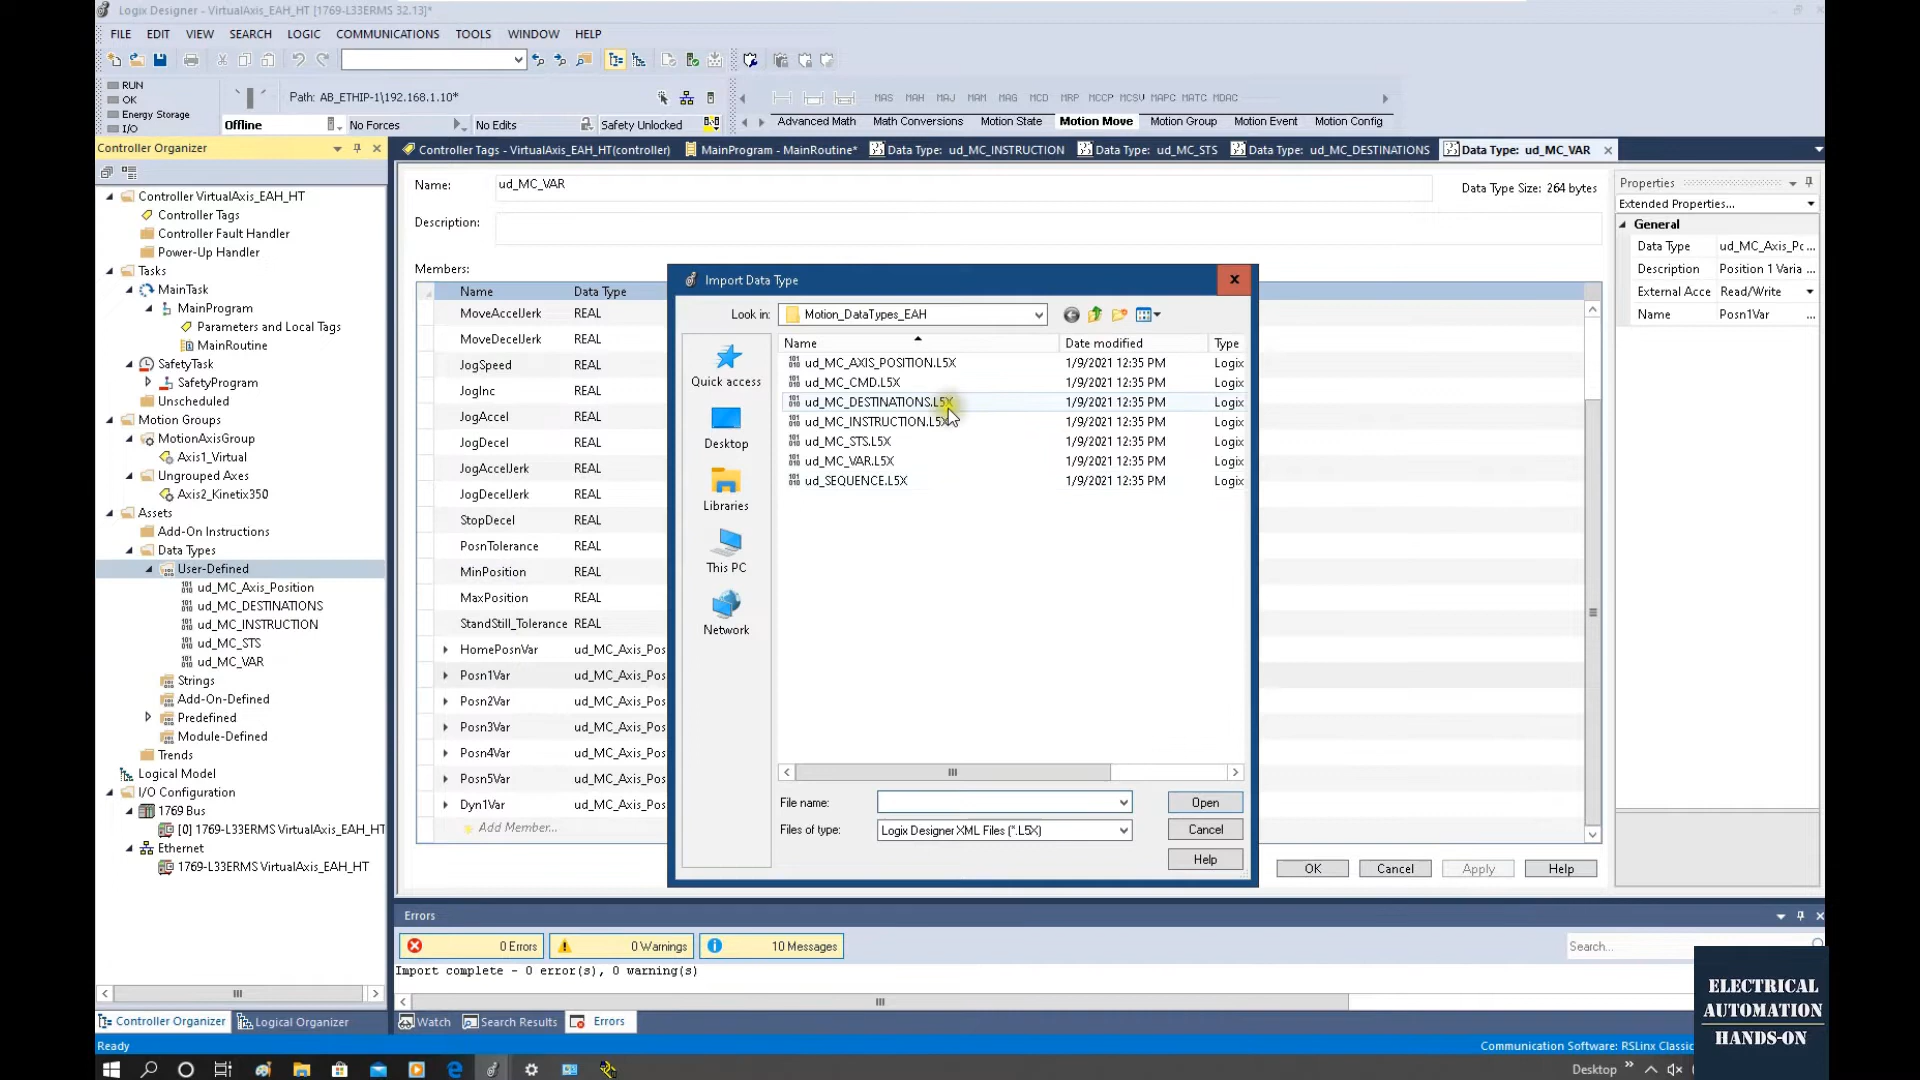 Logix Designer - VirtualAxis_EAH_HT [1769-L33ERMS 32.13]*
FILE EDIT VIEW SEARCH LOGIC COMMUNICATIONS TOOLS WINDOW HELP
RUN
OK
Energy Storage
I/O
Path: AB_ETHIP-1\192.168.1.10*
Offline
No Forces
No Edits
Safety Unlocked
MAS MAH MAJ MAM MAG MCD MRP MCCP MCSV MAPC MATC MDAC
Advanced Math Math Conversions Motion State Motion Move Motion Group Motion Event Motion Config
Controller Organizer
Controller Tags - VirtualAxis_EAH_HT(controller)
MainProgram - MainRoutine*
Data Type: ud_MC_INSTRUCTION
Data Type: ud_MC_STS
Data Type: ud_MC_DESTINATIONS
Data Type: ud_MC_VAR
Controller VirtualAxis_EAH_HT
Controller Tags
Controller Fault Handler
Power-Up Handler
Tasks
MainTask
MainProgram
Parameters and Local Tags
MainRoutine
SafetyTask
SafetyProgram
Unscheduled
Motion Groups
MotionAxisGroup
Axis1_Virtual
Ungrouped Axes
Axis2_Kinetix350
Assets
Add-On Instructions
Data Types
User-Defined
ud_MC_Axis_Position
ud_MC_DESTINATIONS
ud_MC_INSTRUCTION
ud_MC_STS
ud_MC_VAR
Strings
Add-On-Defined
Predefined
Module-Defined
Trends
Logical Model
I/O Configuration
1769 Bus
[0] 1769-L33ERMS VirtualAxis_EAH_HT
Ethernet
1769-L33ERMS VirtualAxis_EAH_HT
Controller Organizer
Logical Organizer
Name: ud_MC_VAR
Data Type Size: 264 bytes
Description:
Members:
Name Data Type
MoveAccelJerk REAL
MoveDecelJerk REAL
JogSpeed REAL
JogInc REAL
JogAccel REAL
JogDecel REAL
JogAccelJerk REAL
JogDecelJerk REAL
StopDecel REAL
PosnTolerance REAL
MinPosition REAL
MaxPosition REAL
StandStill_Tolerance REAL
HomePosnVar ud_MC_Axis_Pos
Posn1Var ud_MC_Axis_Pos
Posn2Var ud_MC_Axis_Pos
Posn3Var ud_MC_Axis_Pos
Posn4Var ud_MC_Axis_Pos
Posn5Var ud_MC_Axis_Pos
Dyn1Var ud_MC_Axis_Pos
Add Member...
Import Data Type
Look in: Motion_DataTypes_EAH
Name Date modified Type
ud_MC_AXIS_POSITION.L5X 1/9/2021 12:35 PM Logix
ud_MC_CMD.L5X 1/9/2021 12:35 PM Logix
ud_MC_DESTINATIONS.L5X 1/9/2021 12:35 PM Logix
ud_MC_INSTRUCTION.L5X 1/9/2021 12:35 PM Logix
ud_MC_STS.L5X 1/9/2021 12:35 PM Logix
ud_MC_VAR.L5X 1/9/2021 12:35 PM Logix
ud_SEQUENCE.L5X 1/9/2021 12:35 PM Logix
Quick access
Desktop
Libraries
This PC
Network
File name:
Open
Files of type: Logix Designer XML Files (*.L5X)
Cancel
Help
OK Cancel Apply Help
Properties
Extended Properties...
General
Data Type ud_MC_Axis_Pc ...
Description Position 1 Varia ...
External Acce Read/Write
Name Posn1Var ...
Errors
0 Errors
0 Warnings
10 Messages
Search...
Import complete - 0 error(s), 0 warning(s)
Watch
Search Results
Errors
Ready
Communication Software: RSLinx Classic
Desktop
ELECTRICAL
AUTOMATION
HANDS-ON